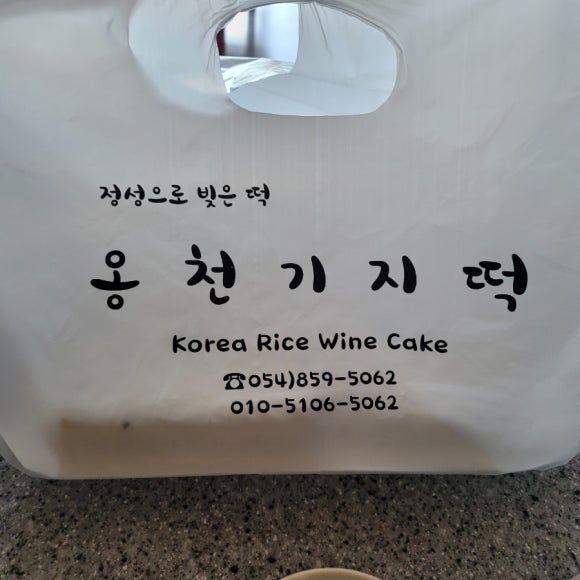 정성으로 빚은 떡
옹천기지떡
Korea Rice Wine Cake
☎054)859-5062
010-5106-5062